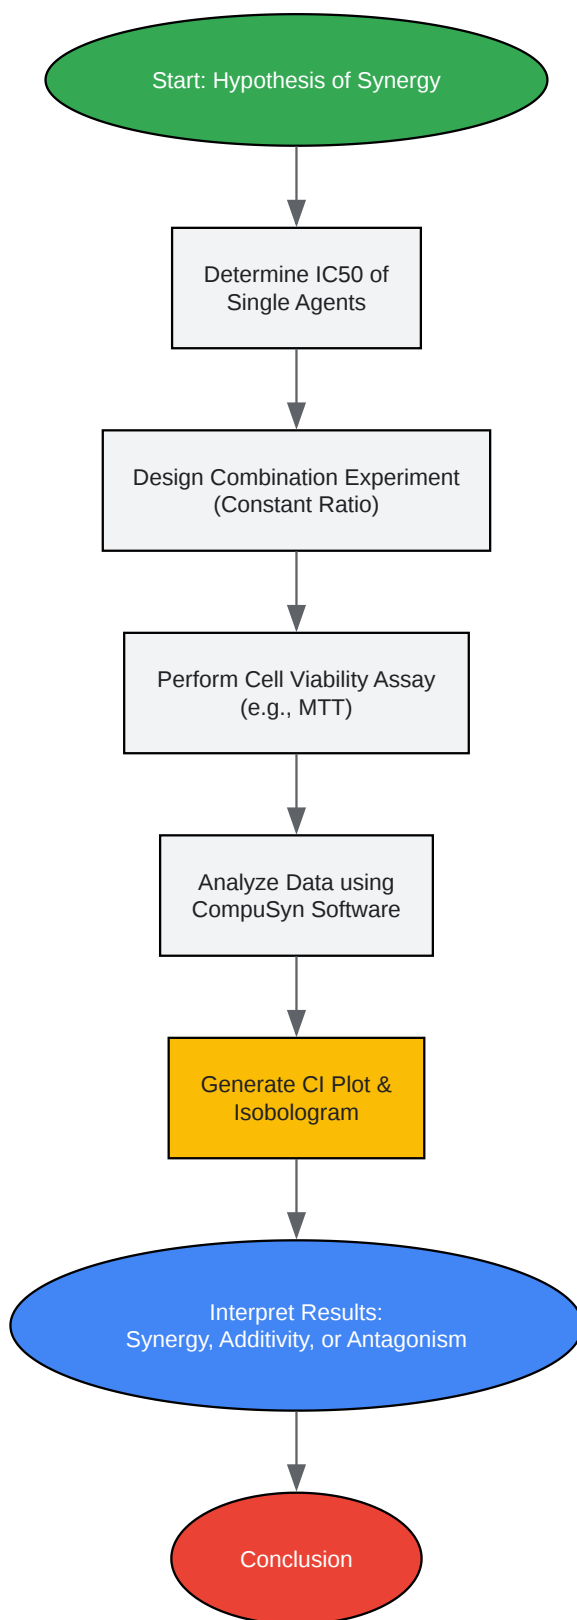 Start: Hypothesis of Synergy
Determine IC50 of
Single Agents
Design Combination Experiment
(Constant Ratio)
Perform Cell Viability Assay
(e.g., MTT)
Analyze Data using
CompuSyn Software
Generate CI Plot &
Isobologram
Interpret Results:
Synergy, Additivity, or Antagonism
Conclusion